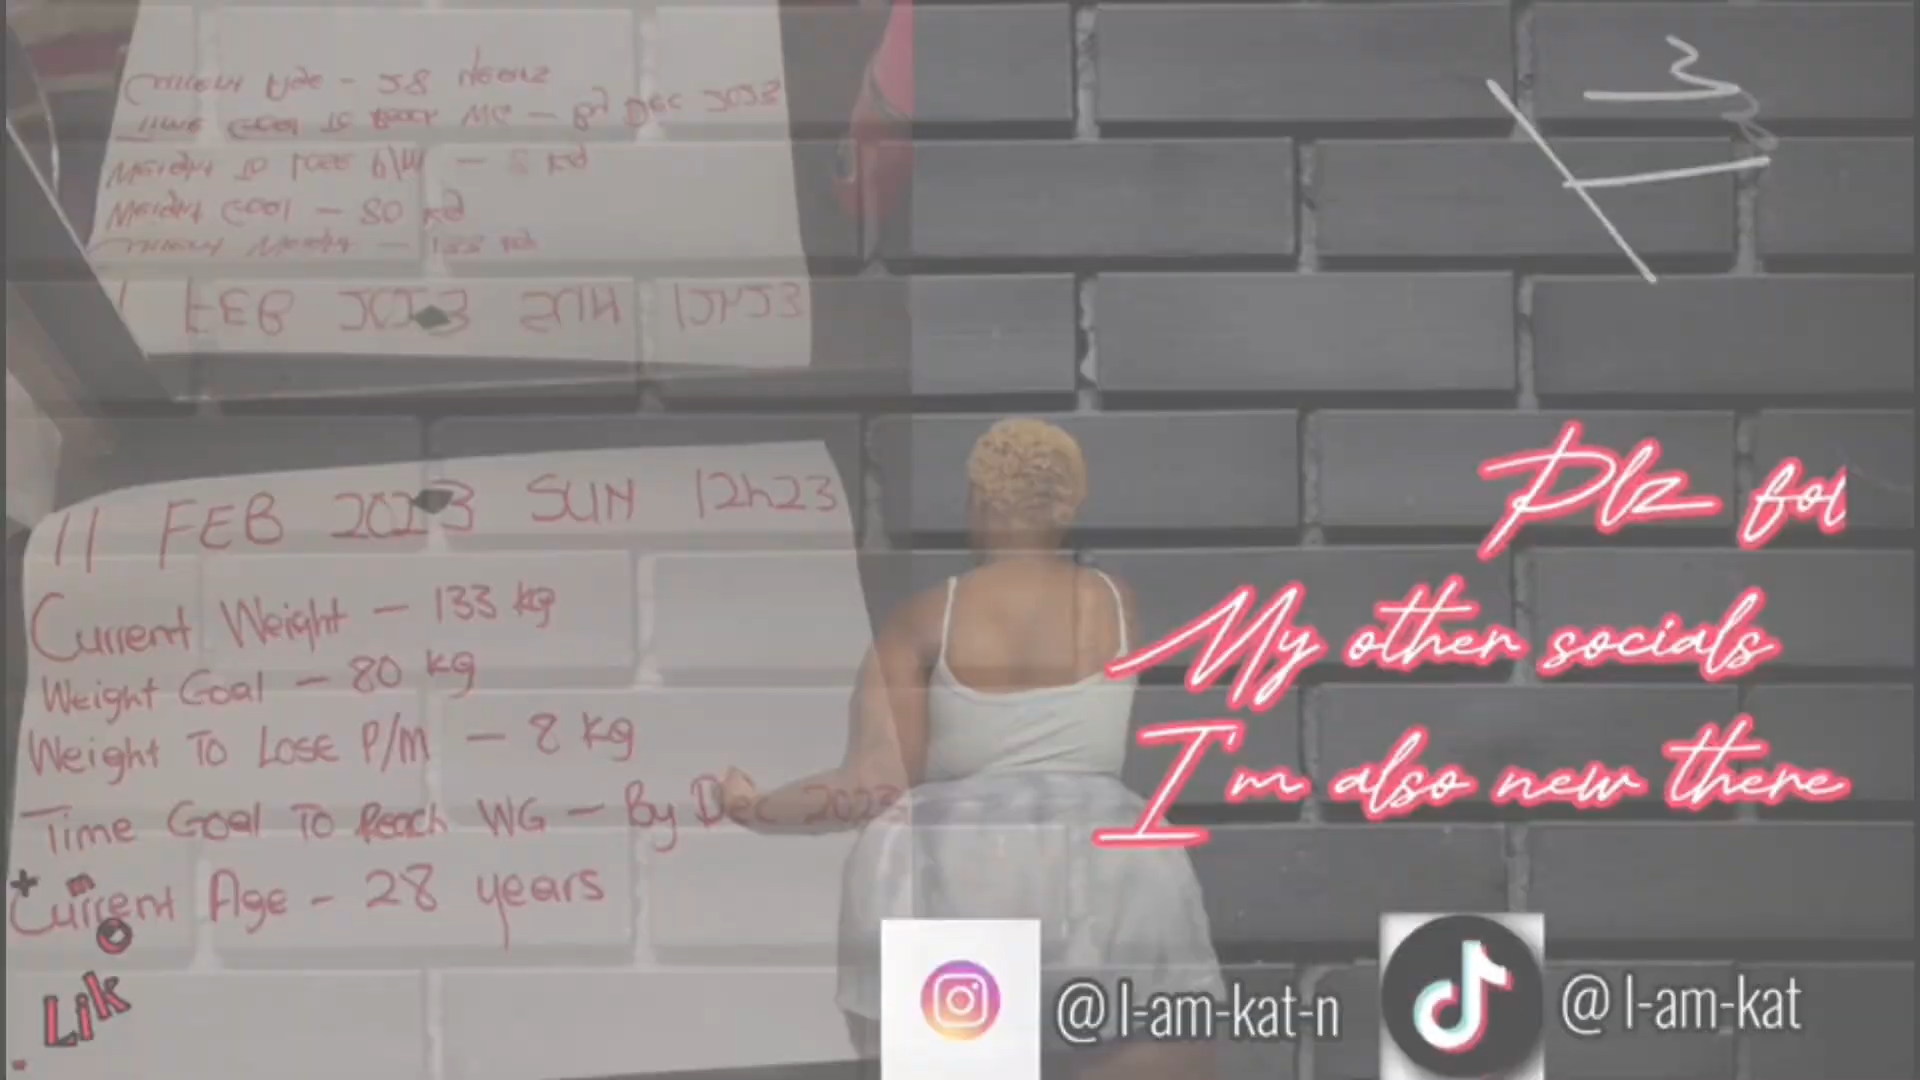 11 FEB 2023 SUN 12h23
Current Weight - 133 kg
Weight Goal - 80 kg
Weight To Lose P/M - 8 kg
Time Goal To Reach WG - By Dec 2023
Current Age - 28 years
Lik
Plz fol
My other socials
I'm also new there
@I-am-kat-n
@I-am-kat